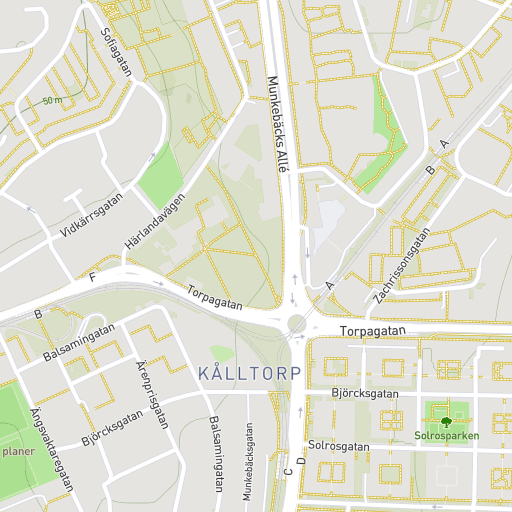 Sofiagatan
50 m
Munkebäcks Allé
A
B
Vidkärrsgatan
Härlandavägen
Zachrissonsgatan
F
A
B
Torpagatan
Torpagatan
Balsamingatan
KÅLLTORP
Ärenprisgatan
Björcksgatan
Ängsvaktaregatan
Björcksgatan
Balsamingatan
Munkebäcksgatan
Solrosparken
Solrosgatan
planer
C
D